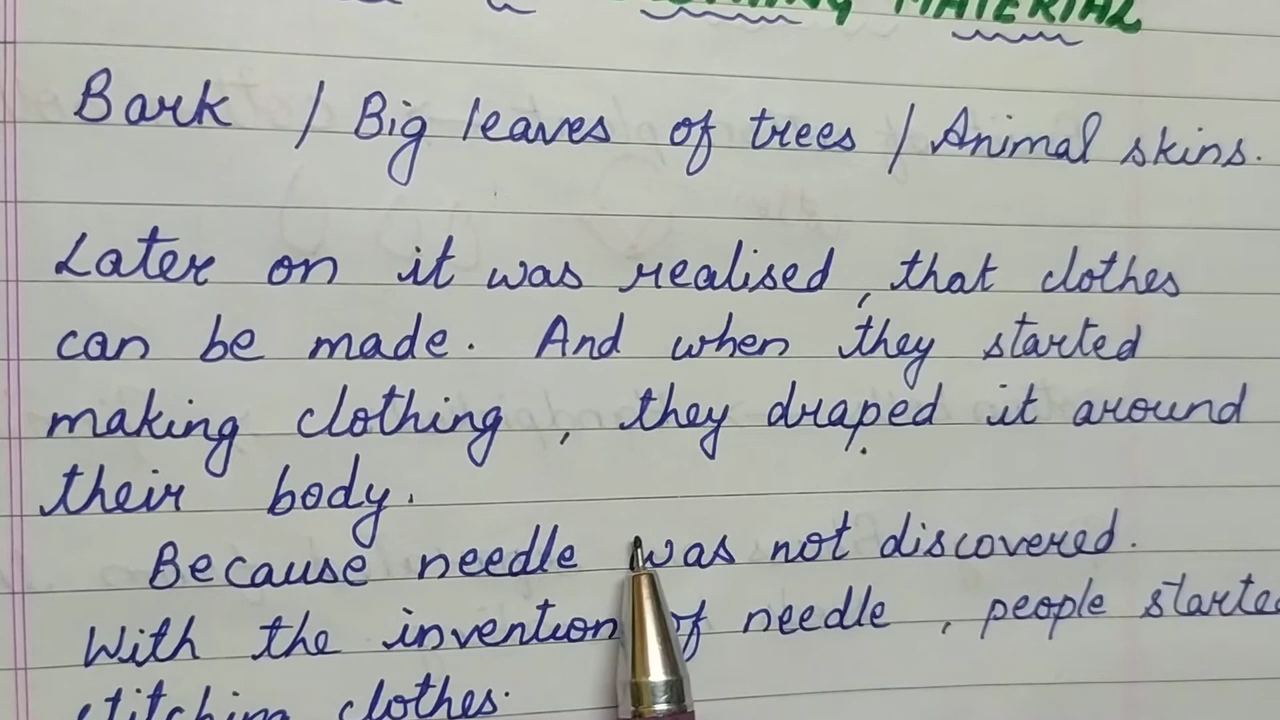 MATERIAL
Bark / Big leaves of trees / Animal skins.
Later on it was realised, that clothes
can be made. And when they started
making clothing, they draped it around
their body.
Because needle was not discovered.
With the invention of needle, people started
stitching clothes.